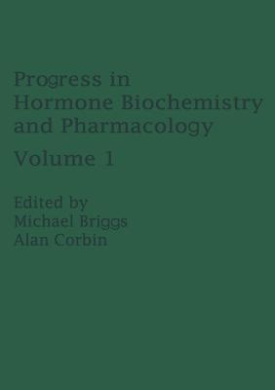 Progress in
Hormone Biochemistry
and Pharmacology
Volume 1
Edited by
Michael Briggs
Alan Corbin